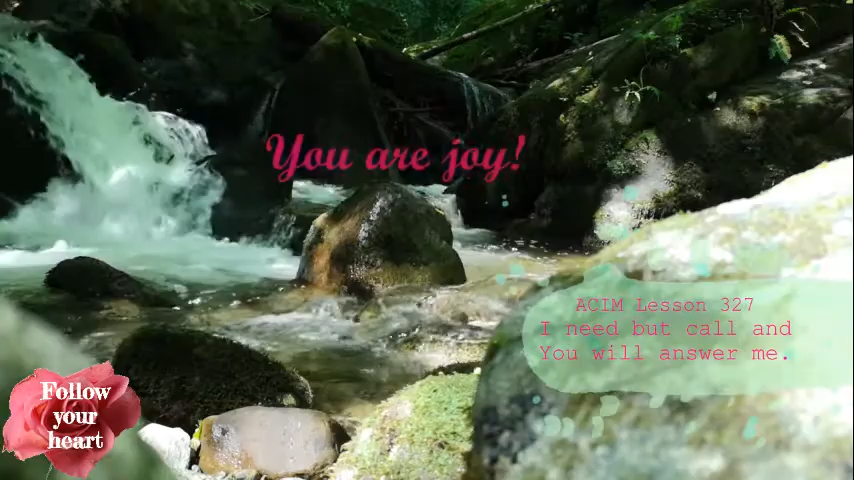 You are joy!
ACIM Lesson 327
I need but call and
You will answer me.
Follow
your
heart